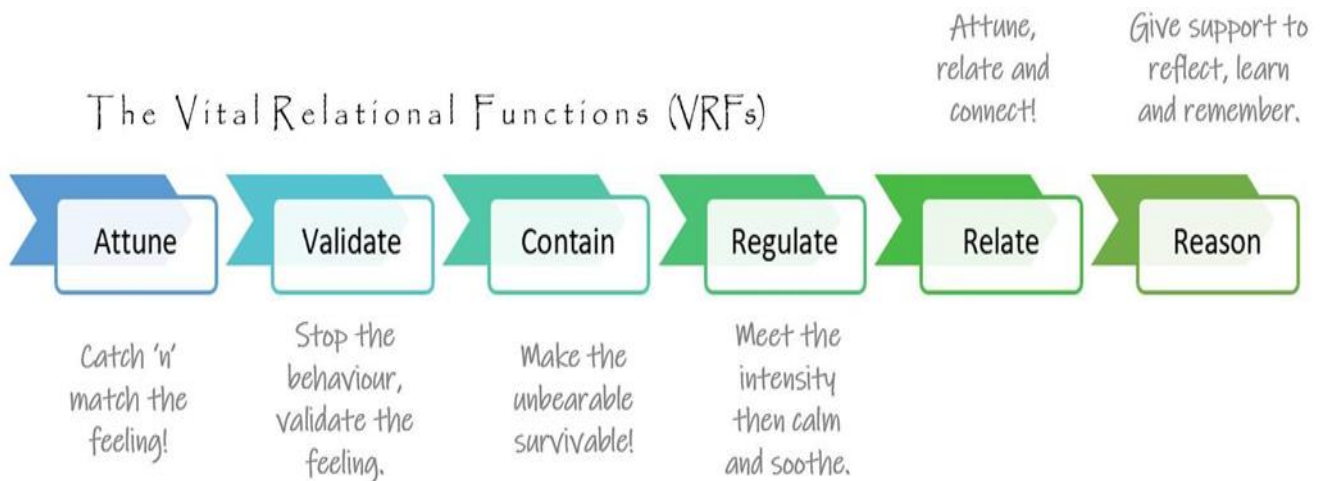 The Vital Relational Functions (VRFs)
Attune,
relate and
connect!
Give support to
reflect, learn
and remember.
Attune
Validate
Contain
Regulate
Relate
Reason
Catch 'n'
match the
feeling!
Stop the
behaviour,
validate the
feeling.
Make the
unbearable
survivable!
Meet the
intensity
then calm
and soothe.